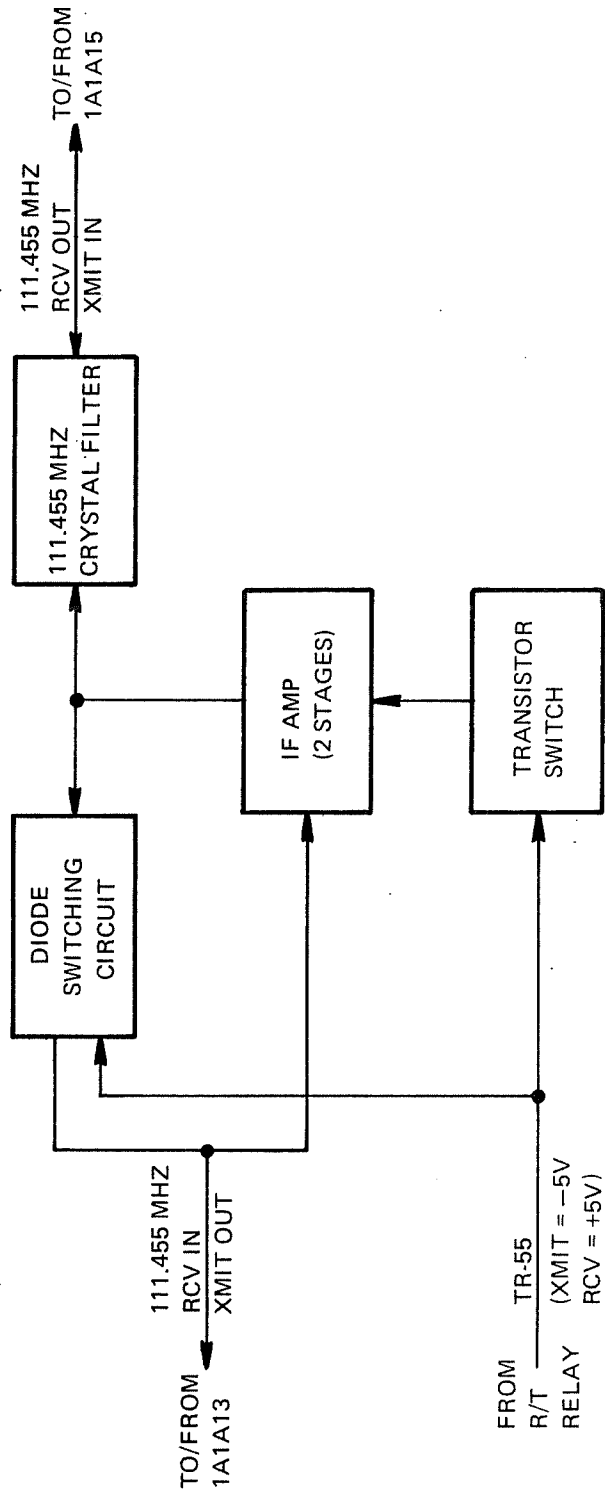 TO/FROM
1A1A13
111.455 MHZ
RCV IN
XMIT OUT
DIODE
SWITCHING
CIRCUIT
111.455 MHZ
CRYSTAL FILTER
111.455 MHZ
RCV OUT
XMIT IN
TO/FROM
1A1A15
IF AMP
(2 STAGES)
FROM
R/T
RELAY
TR-55
(XMIT = −5V
RCV = +5V)
TRANSISTOR
SWITCH